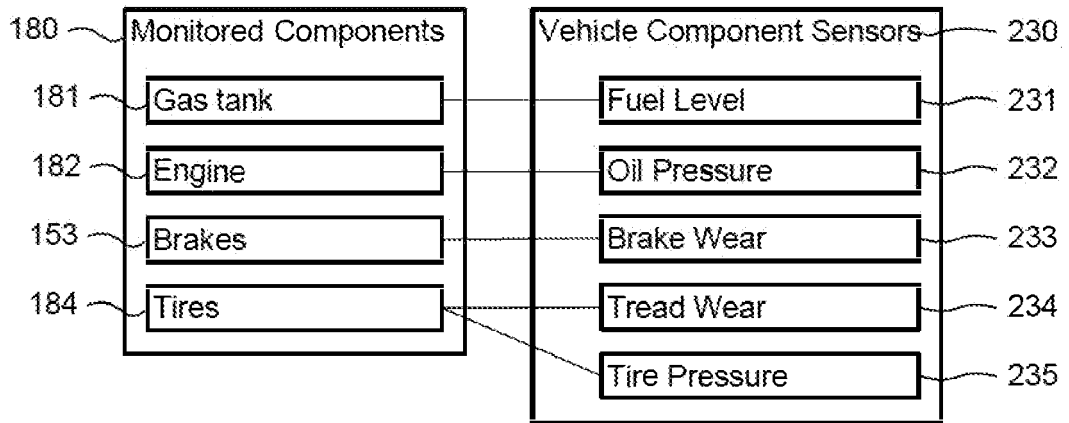 180 Monitored Components Vehicle Component Sensors 230
181 Gas tank Fuel Level 231
182 Engine Oil Pressure 232
153 Brakes Brake Wear 233
184 Tires Tread Wear 234
Tire Pressure 235